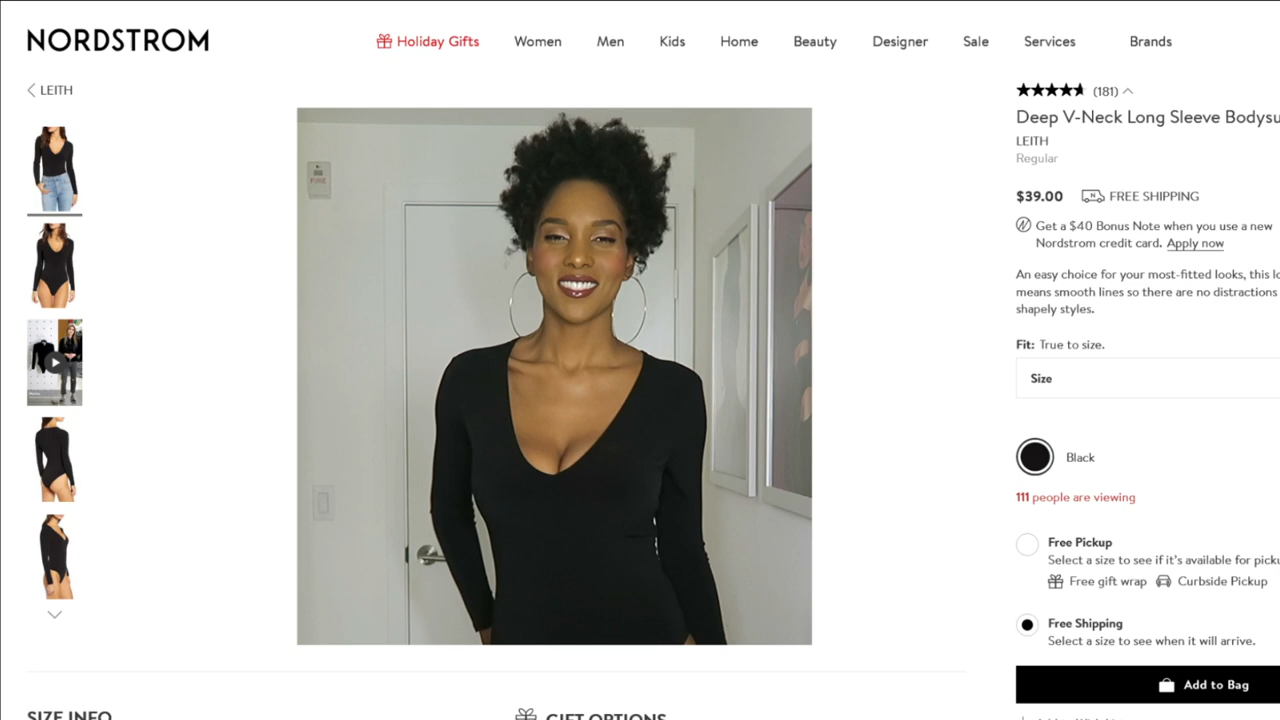 NORDSTROM
Holiday Gifts Women Men Kids Home Beauty Designer Sale Services Brands
LEITH
FIRE
(181)
Deep V-Neck Long Sleeve Bodysu
LEITH
Regular
$39.00 FREE SHIPPING
Get a $40 Bonus Note when you use a new
Nordstrom credit card. Apply now
An easy choice for your most-fitted looks, this lo
means smooth lines so there are no distractions
shapely styles.
Fit: True to size.
Size
Black
111 people are viewing
Free Pickup
Select a size to see if it's available for picku
Free gift wrap Curbside Pickup
Free Shipping
Select a size to see when it will arrive.
Add to Bag
SIZE INFO
GIFT OPTIONS